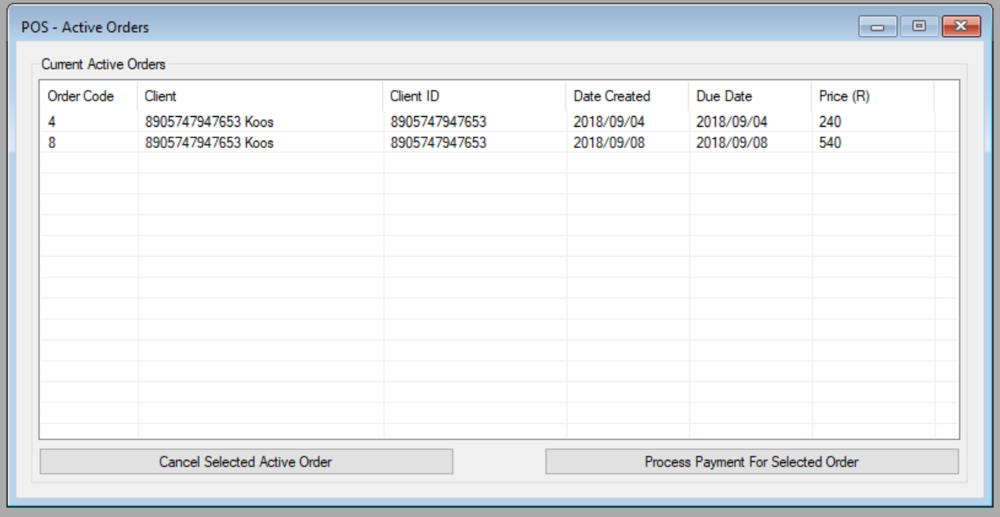 POS - Active Orders
Current Active Orders
Order Code Client Client ID Date Created Due Date Price (R)
4 8905747947653 Koos 8905747947653 2018/09/04 2018/09/04 240
8 8905747947653 Koos 8905747947653 2018/09/08 2018/09/08 540
Cancel Selected Active Order Process Payment For Selected Order